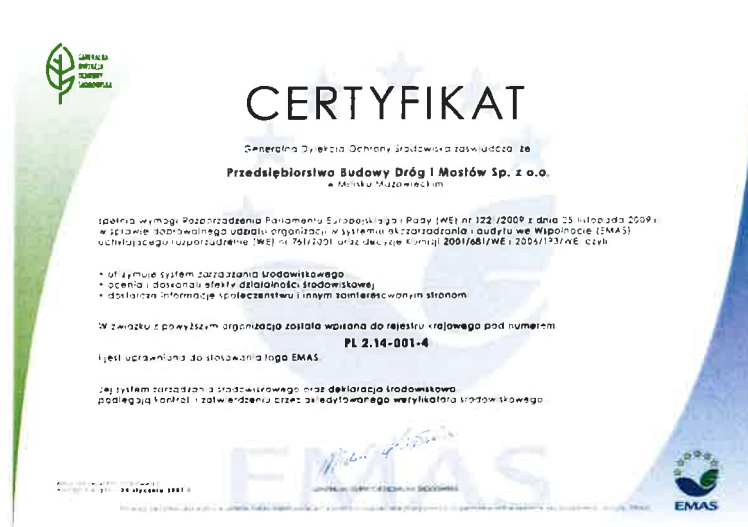 GENERALNA
DYREKCJA
OCHRONY
ŚRODOWISKA
CERTYFIKAT
Generalna Dyrekcja Ochrony Środowiska zaświadcza, że
Przedsiębiorstwo Budowy Dróg i Mostów Sp. z o.o.
w Mińsku Mazowieckim
spełnia wymogi Rozporządzenia Parlamentu Europejskiego i Rady (WE) nr 1221/2009 z dnia 25 listopada 2009 r.
w sprawie dobrowolnego udziału organizacji w systemie ekozarządzania i audytu we Wspólnocie (EMAS)
uchylającego rozporządzenie (WE) nr 761/2001 oraz decyzje Komisji 2001/681/WE i 2006/193/WE, czyli
• utrzymuje system zarządzania środowiskowego
• ocenia i doskonali efekty działalności środowiskowej
• dostarcza informacje społeczeństwu i innym zainteresowanym stronom
W związku z powyższym organizacja została wpisana do rejestru krajowego pod numerem
PL 2.14-001-4
i jest uprawniona do stosowania logo EMAS.
Jej system zarządzania środowiskowego oraz deklaracja środowiskowa
podlegają kontroli i zatwierdzeniu przez akredytowanego weryfikatora środowiskowego.
EMAS
EMAS